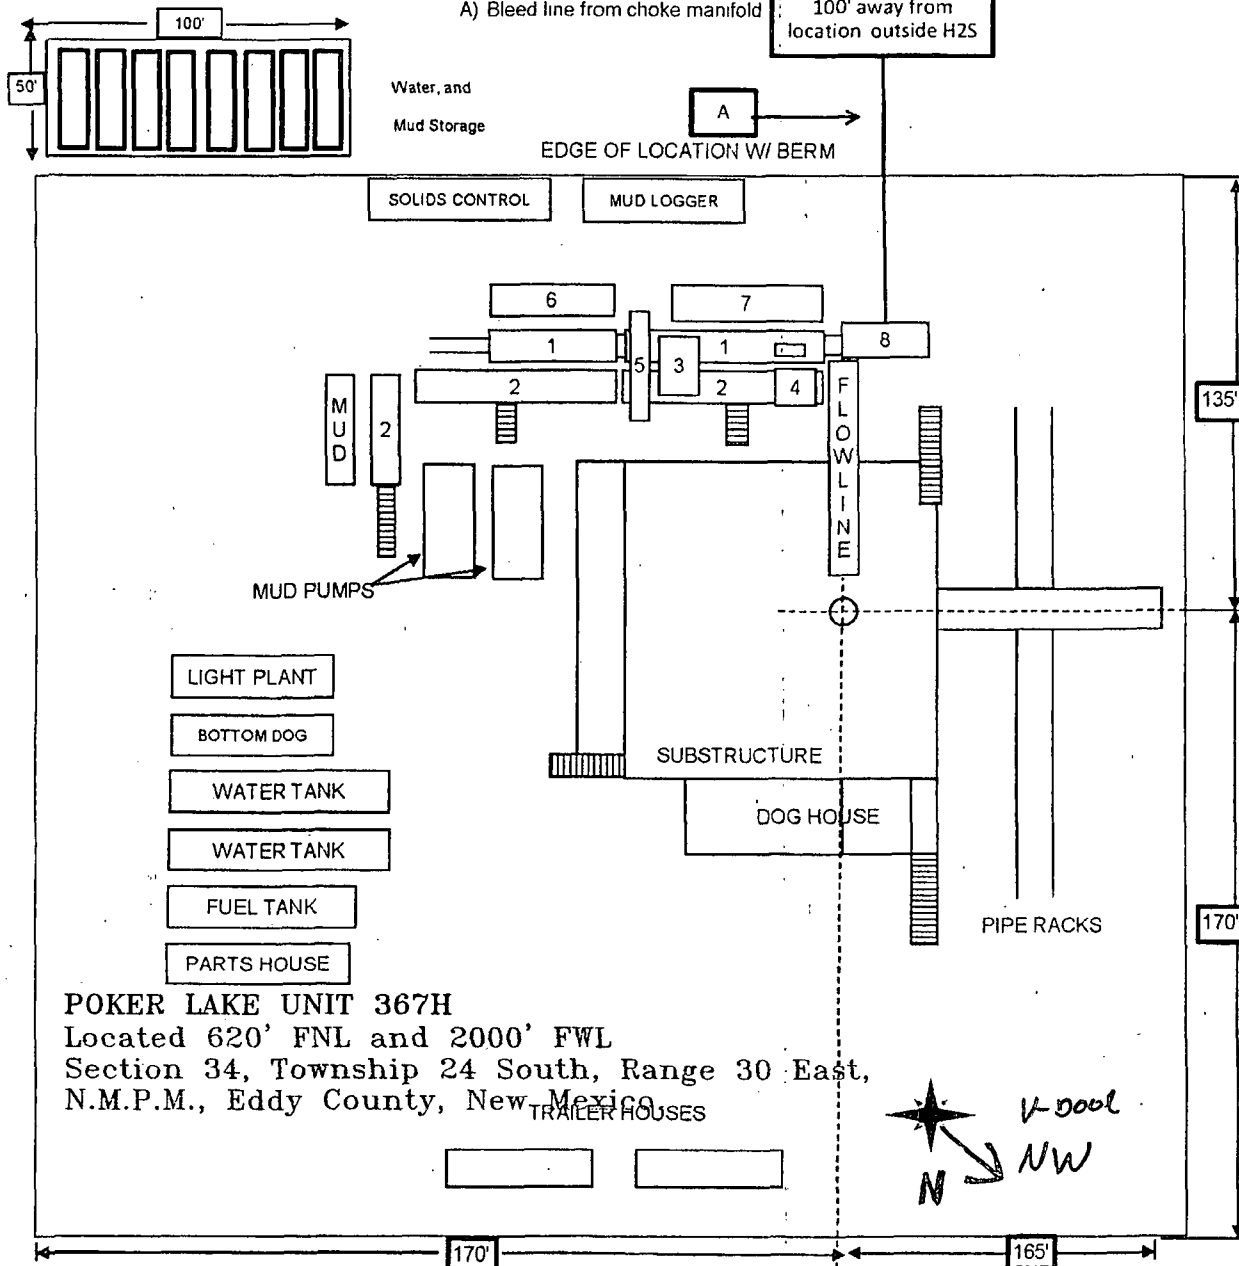 A) Bleed line from choke manifold
100' away from
location outside H2S
100'
50'
Water, and
Mud Storage
A
EDGE OF LOCATION W/ BERM
SOLIDS CONTROL
MUD LOGGER
6
7
1
1
8
5
3
2
2
4
MUD
2
FLOWLINE
135'
MUD PUMPS
LIGHT PLANT
BOTTOM DOG
WATER TANK
WATER TANK
FUEL TANK
PARTS HOUSE
SUBSTRUCTURE
DOG HOUSE
PIPE RACKS
170'
POKER LAKE UNIT 367H
Located 620' FNL and 2000' FWL
Section 34, Township 24 South, Range 30 East,
N.M.P.M., Eddy County, New Mexico.
TRAILER HOUSES
V-DOOR
NW
N
170'
165'